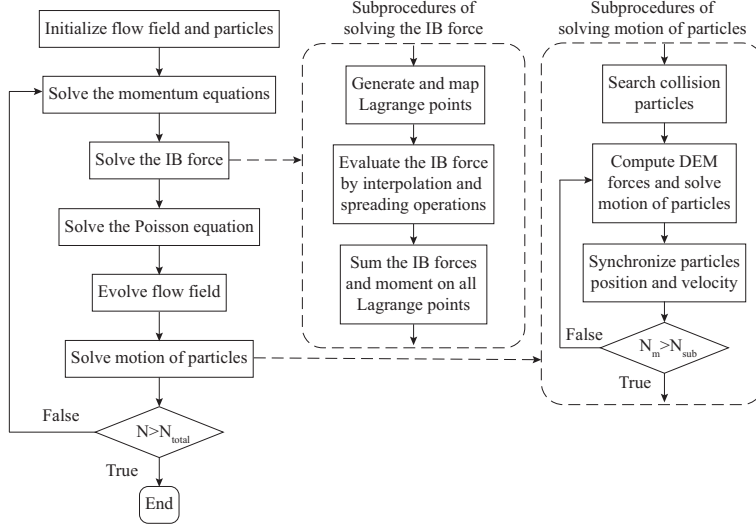 Initialize flow field and particles
Solve the momentum equations
Solve the IB force
Solve the Poisson equation
Evolve flow field
Solve motion of particles
False
N>N_total
True
End
Subprocedures of
solving the IB force
Generate and map
Lagrange points
Evaluate the IB force
by interpolation and
spreading operations
Sum the IB forces
and moment on all
Lagrange points
Subprocedures of
solving motion of particles
Search collision
particles
Compute DEM
forces and solve
motion of particles
Synchronize particles
position and velocity
False
N_m>N_sub
True